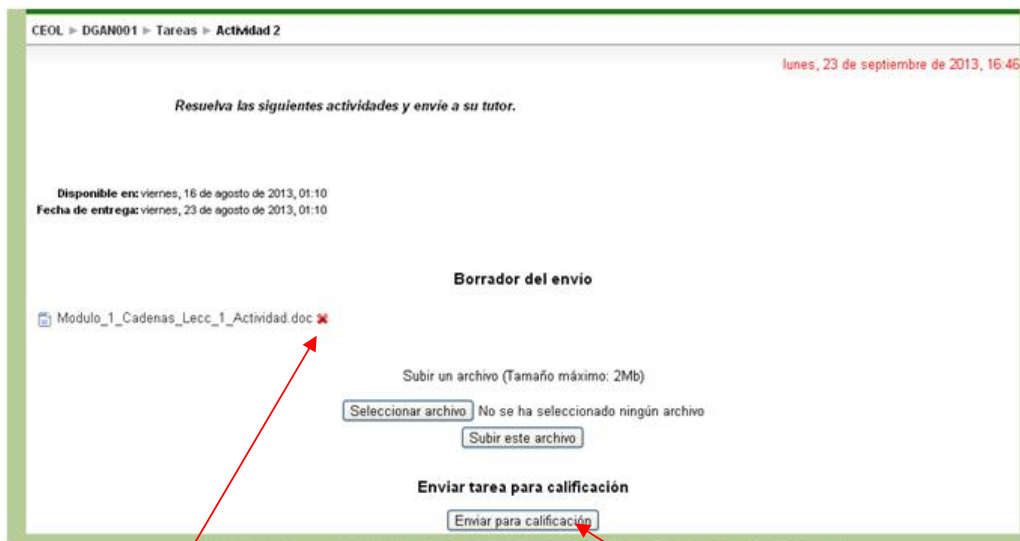 CEOL ► DGAN001 ► Tareas ► Actividad 2
lunes, 23 de septiembre de 2013, 16:46
Resuelva las siguientes actividades y envíe a su tutor.
Disponible en: viernes, 16 de agosto de 2013, 01:10
Fecha de entrega: viernes, 23 de agosto de 2013, 01:10
Borrador del envío
Modulo_1_Cadenas_Lecc_1_Actividad.doc
Subir un archivo (Tamaño máximo: 2Mb)
Seleccionar archivo No se ha seleccionado ningún archivo
Subir este archivo
Enviar tarea para calificación
Enviar para calificación